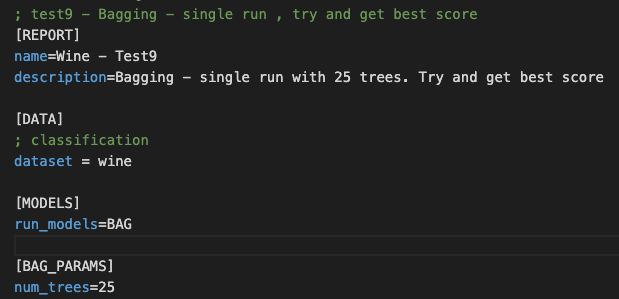 ; test9 - Bagging - single run , try and get best score
[REPORT]
name=Wine - Test9
description=Bagging - single run with 25 trees. Try and get best score
[DATA]
; classification
dataset = wine
[MODELS]
run_models=BAG
[BAG_PARAMS]
num_trees=25